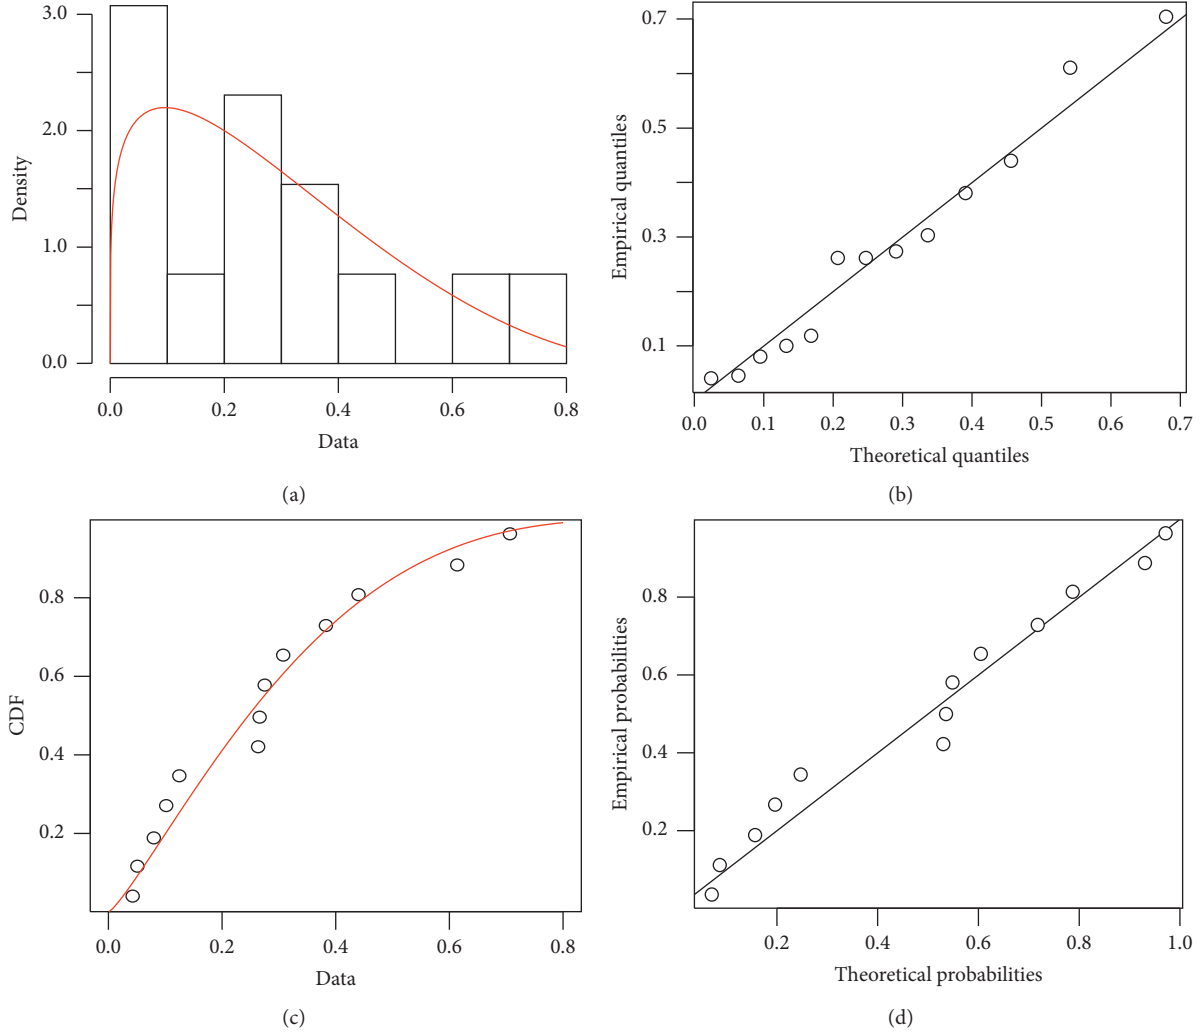 3.0
2.0
1.0
0.0
Density
0.0 0.2 0.4 0.6 0.8
Data
(a)
0.7
0.5
0.3
0.1
Empirical quantiles
0.0 0.1 0.2 0.3 0.4 0.5 0.6 0.7
Theoretical quantiles
(b)
0.8
0.6
0.4
0.2
CDF
0.0 0.2 0.4 0.6 0.8
Data
(c)
0.8
0.6
0.4
0.2
Empirical probabilities
0.2 0.4 0.6 0.8 1.0
Theoretical probabilities
(d)